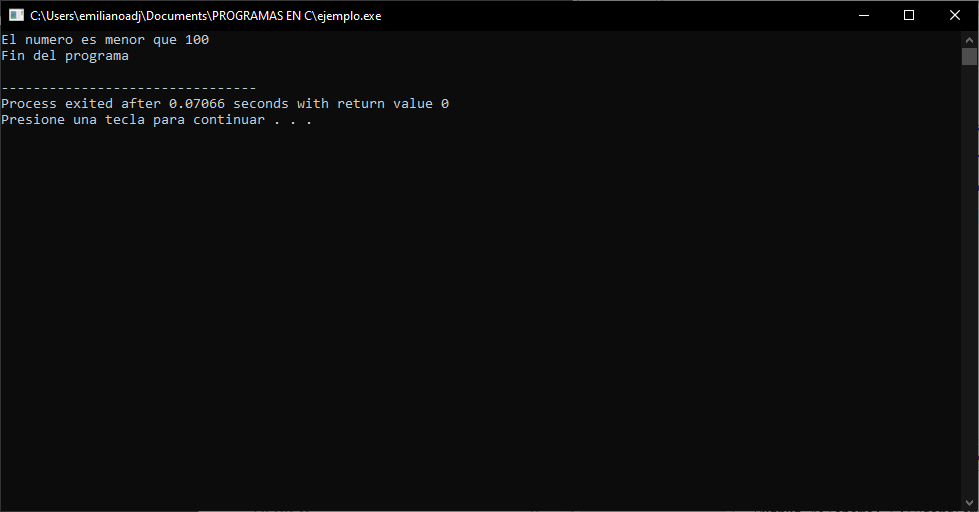 C:\Users\emilianoadj\Documents\PROGRAMAS EN C\ejemplo.exe
El numero es menor que 100
Fin del programa
--------------------------------
Process exited after 0.07066 seconds with return value 0
Presione una tecla para continuar . . .